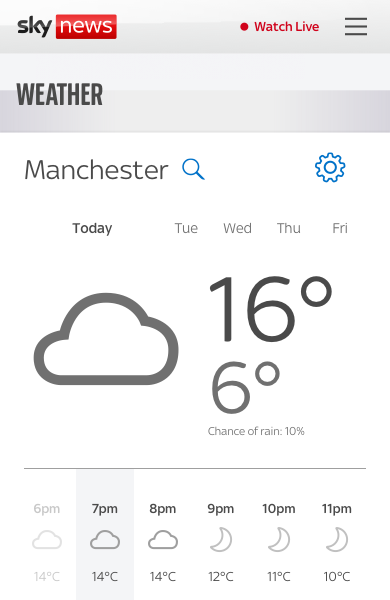 sky news
Watch Live
WEATHER
Manchester
Today Tue Wed Thu Fri
16°
6°
Chance of rain: 10%
6pm 7pm 8pm 9pm 10pm 11pm
14°C 14°C 14°C 12°C 11°C 10°C